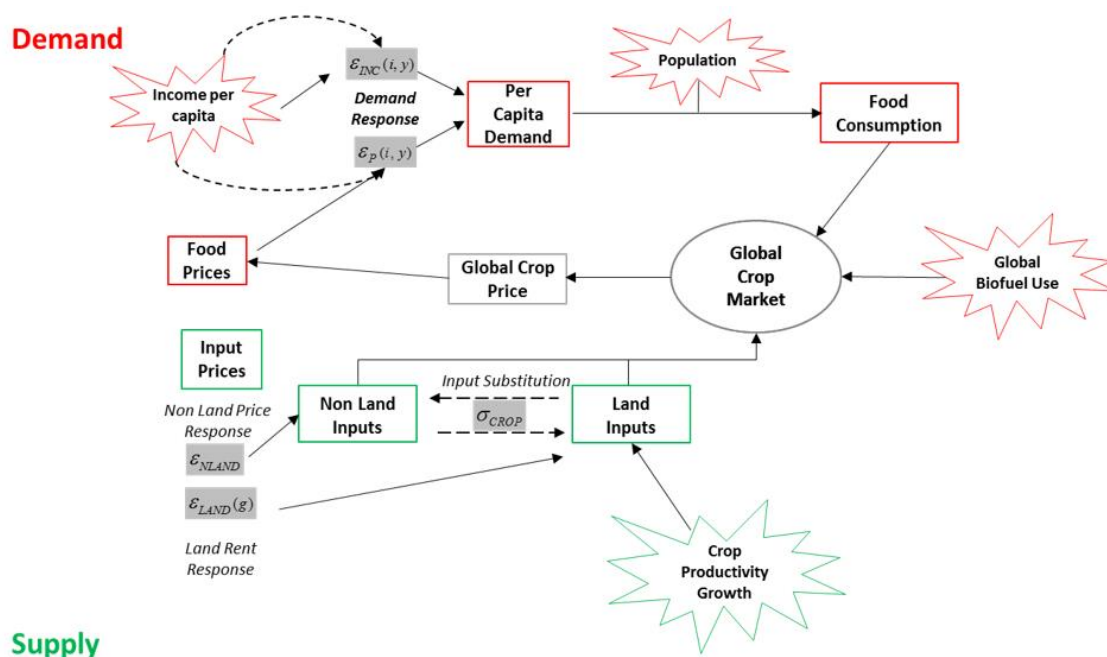 Demand
Income per
capita
ε_INC(i, y)
Demand
Response
ε_P(i, y)
Per
Capita
Demand
Population
Food
Consumption
Food
Prices
Global Crop
Price
Global
Crop
Market
Global
Biofuel Use
Input
Prices
Non Land Price
Response
ε_NLAND
ε_LAND(g)
Land Rent
Response
Non Land
Inputs
Input Substitution
σ_CROP
Land
Inputs
Crop
Productivity
Growth
Supply